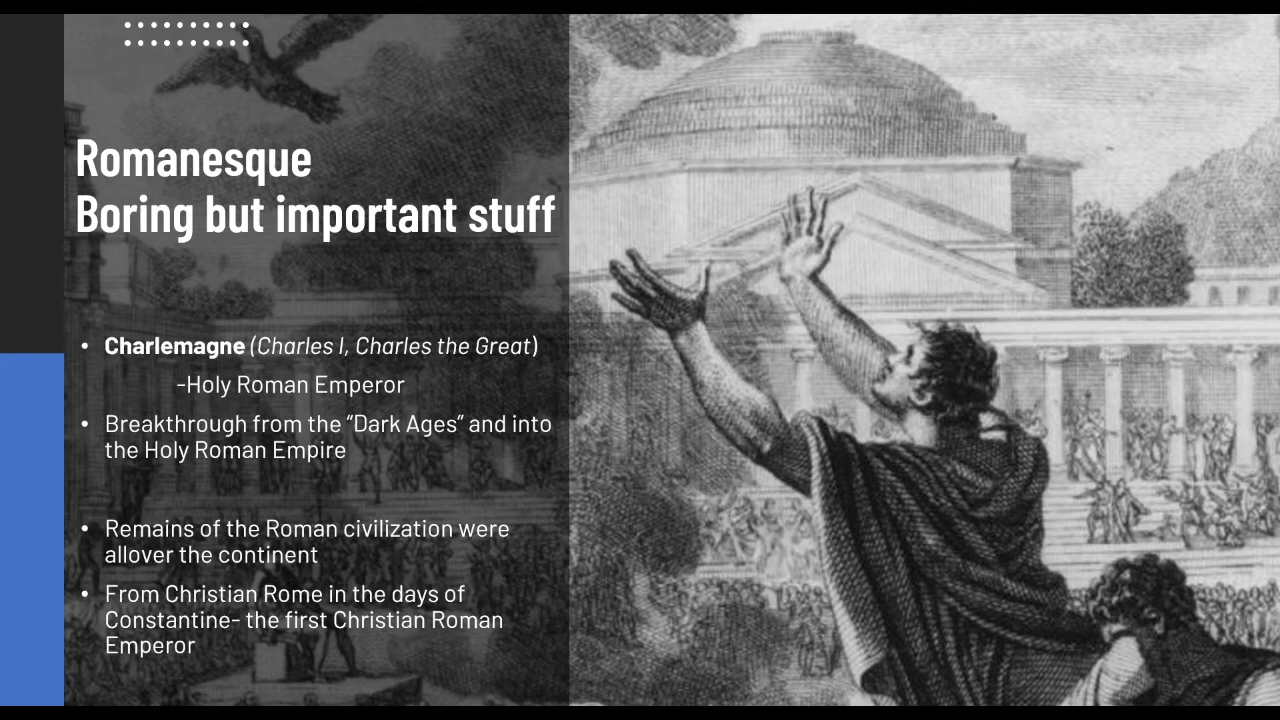 Romanesque
Boring but important stuff
• Charlemagne (Charles I, Charles the Great)
-Holy Roman Emperor
• Breakthrough from the “Dark Ages” and into
the Holy Roman Empire
• Remains of the Roman civilization were
allover the continent
• From Christian Rome in the days of
Constantine- the first Christian Roman
Emperor